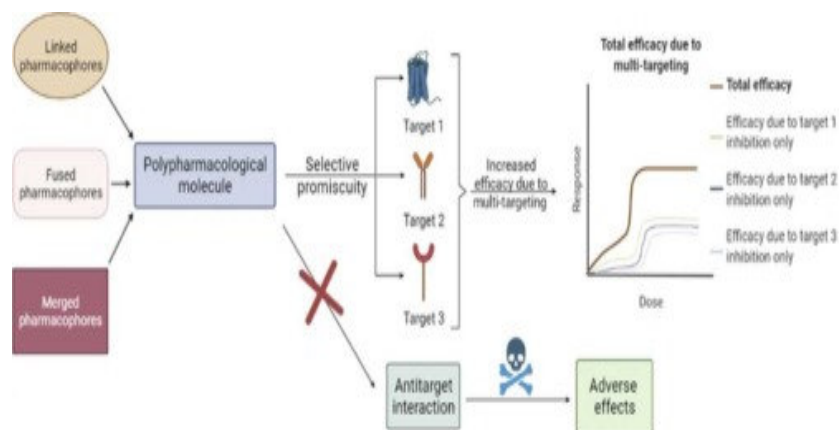 Linked
pharmacophores
Fused
pharmacophores
Merged
pharmacophores
Polypharmacological
molecule
Selective
promiscuity
Target 1
Target 2
Target 3
Increased
efficacy due to
multi-targeting
Antitarget
interaction
Adverse
effects
Total efficacy due to
multi-targeting
Response
Dose
Total efficacy
Efficacy due to target 1
inhibition only
Efficacy due to target 2
inhibition only
Efficacy due to target 3
inhibition only